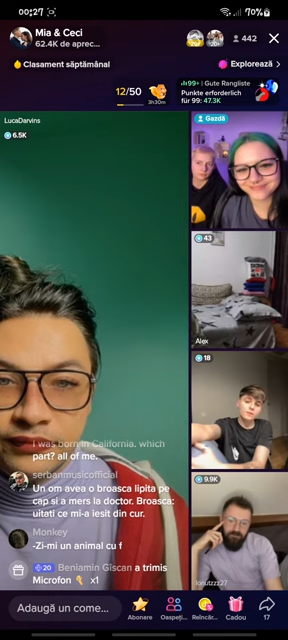 00:27
70%
Mia & Ceci
62.4K de aprec...
442
Clasament săptămânal
Explorează >
12/50
3h30m
99+ | Gute Rangliste
Punkte erforderlich
für 99: 47.3K
LucaDarvins
6.5K
Gazdă
43
Alex
18
9.9K
Ionutzzz27
I was born in California. which
part? all of me.
serbanmusicofficial
Un om avea o broasca lipita pe
cap si a mers la doctor. Broasca:
uitati ce mi-a iesit din cur.
Monkey
-Zi-mi un animal cu f
20 Beniamin Gîscan a trimis
Microfon x1
Adaugă un come...
Abonare
Oaspeți...
Reîncăr...
Cadou
17